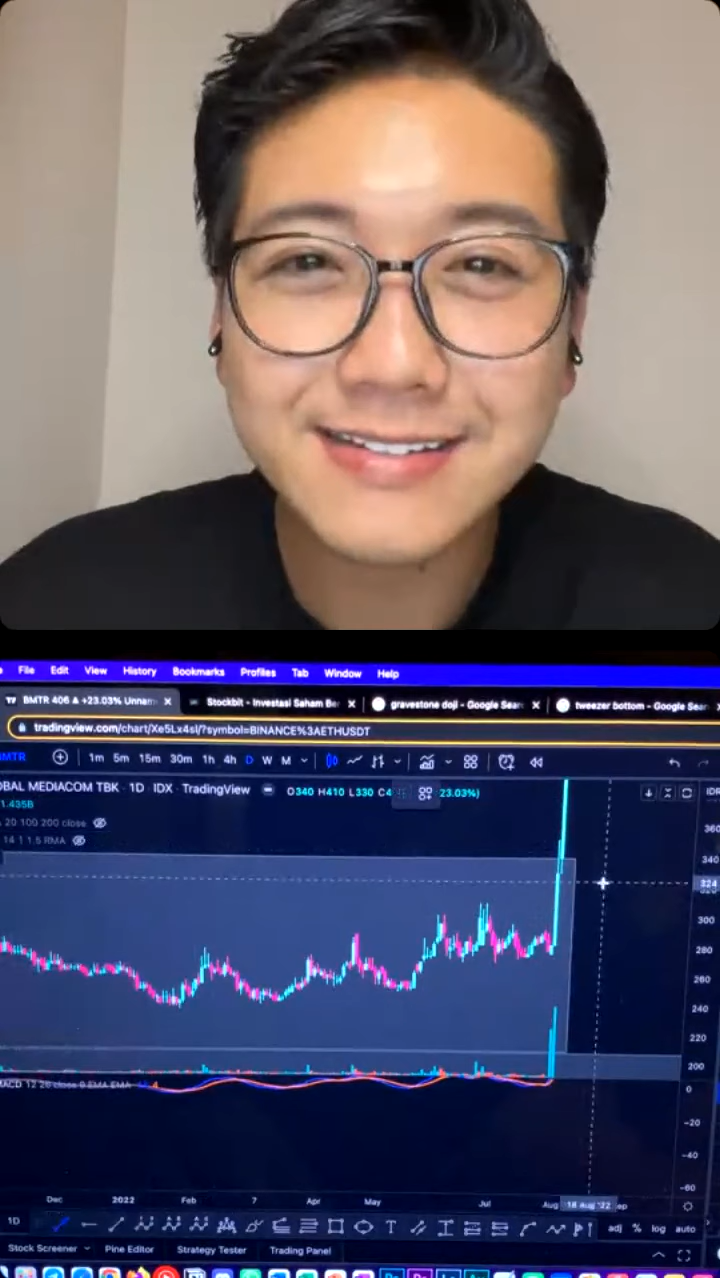 File Edit View History Bookmarks Profiles Tab Window Help
BMTR 406 ▲ +23.03% Unnam
Stockbit - Investasi Saham Be
gravestone doji - Google Sear
tweezer bottom - Google Sear
tradingview.com/chart/Xe5Lx4sl/?symbol=BINANCE%3AETHUSDT
BMTR 1m 5m 15m 30m 1h 4h D W M
OBAL MEDIACOM TBK · 1D · IDX · TradingView O340 H410 L330 C4 23.03%)
IDR
1.435B
20 100 200 close
14 1 1.5 RMA
360
340
324
300
280
260
240
220
200
MACD 12 26 close 9 EMA EMA
0
-20
-40
-60
Dec 2022 Feb 7 Apr May Jul Aug 18 Aug '22 ep
1D adj % log auto
Stock Screener Pine Editor Strategy Tester Trading Panel